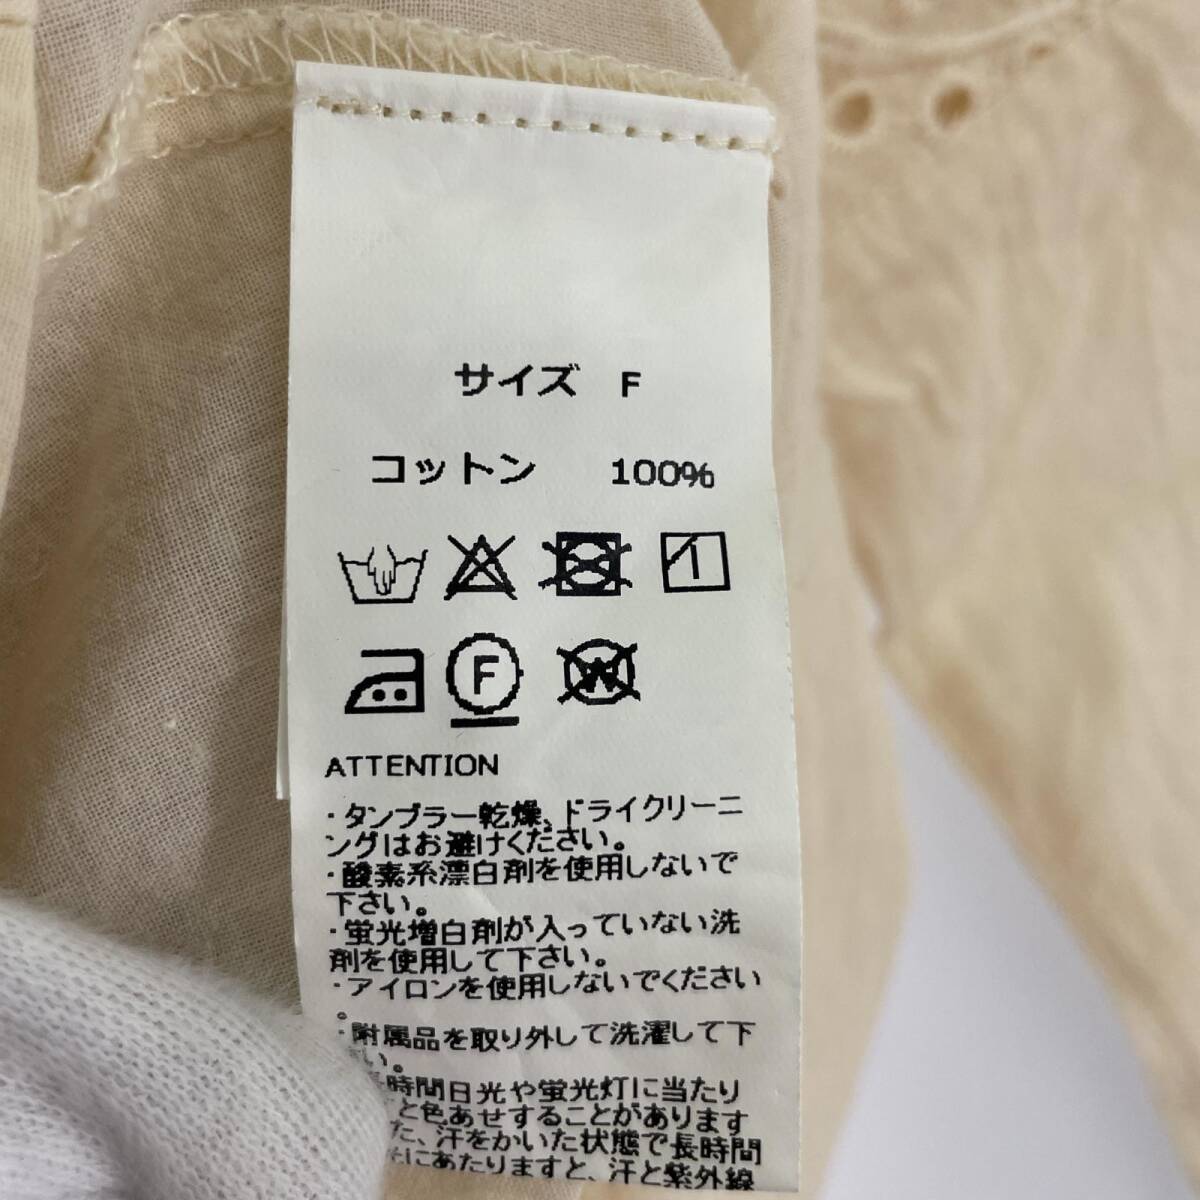 サイズ F
コットン 100%
F
W
ATTENTION
・タンブラー乾燥、ドライクリーニ
ングはお避けください。
・酸素系漂白剤を使用しないで
下さい。
・蛍光増白剤が入っていない洗
剤を使用して下さい。
・アイロンを使用しないでください
。
・附属品を取り外して洗濯して下
い。
時間日光や蛍光灯に当たり
と色あせすることがあります
た、汗をかいた状態で長時間
にあたりますと、汗と紫外線